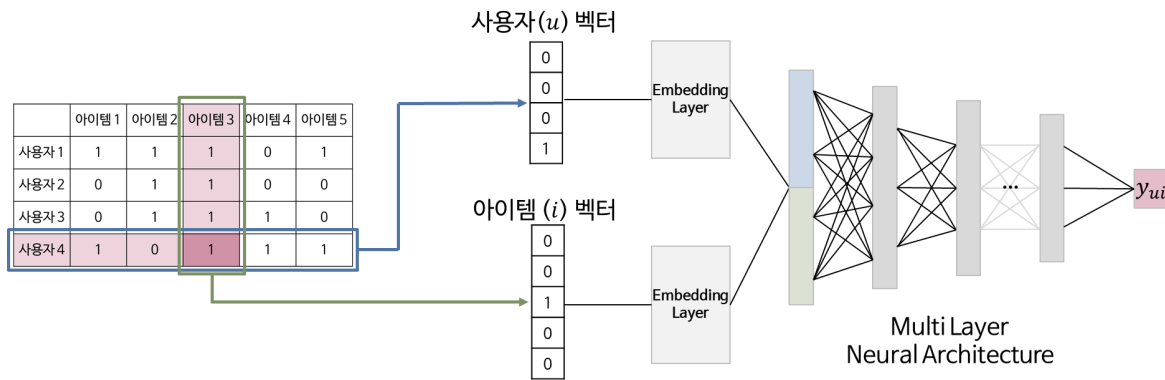 아이템 1 아이템 2 아이템 3 아이템 4 아이템 5
사용자 1 1 1 1 0 1
사용자 2 0 1 1 0 0
사용자 3 0 1 1 1 0
사용자 4 1 0 1 1 1
사용자 (u) 벡터
0
0
0
1
Embedding
Layer
아이템 (i) 벡터
0
0
1
0
0
Embedding
Layer
...
y_ui
Multi Layer
Neural Architecture